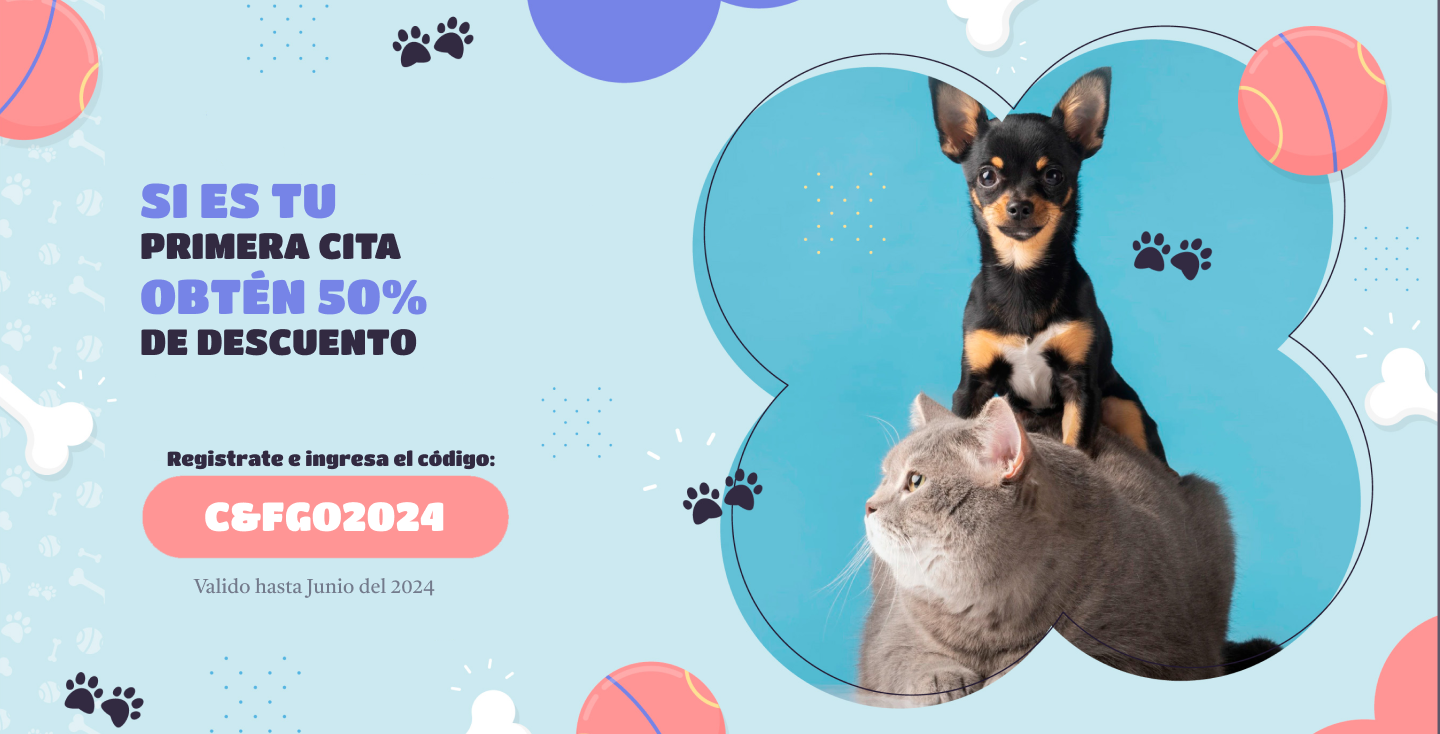 SI ES TU
PRIMERA CITA
OBTÉN 50%
DE DESCUENTO
Registrate e ingresa el código:
C&FGO2024
Valido hasta Junio del 2024